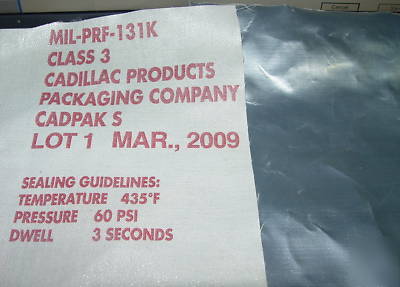 MIL-PRF-131K
CLASS 3
CADILLAC PRODUCTS
PACKAGING COMPANY
CADPAK S
LOT 1 MAR., 2009
SEALING GUIDELINES:
TEMPERATURE 435°F
PRESSURE 60 PSI
DWELL 3 SECONDS
Cancel